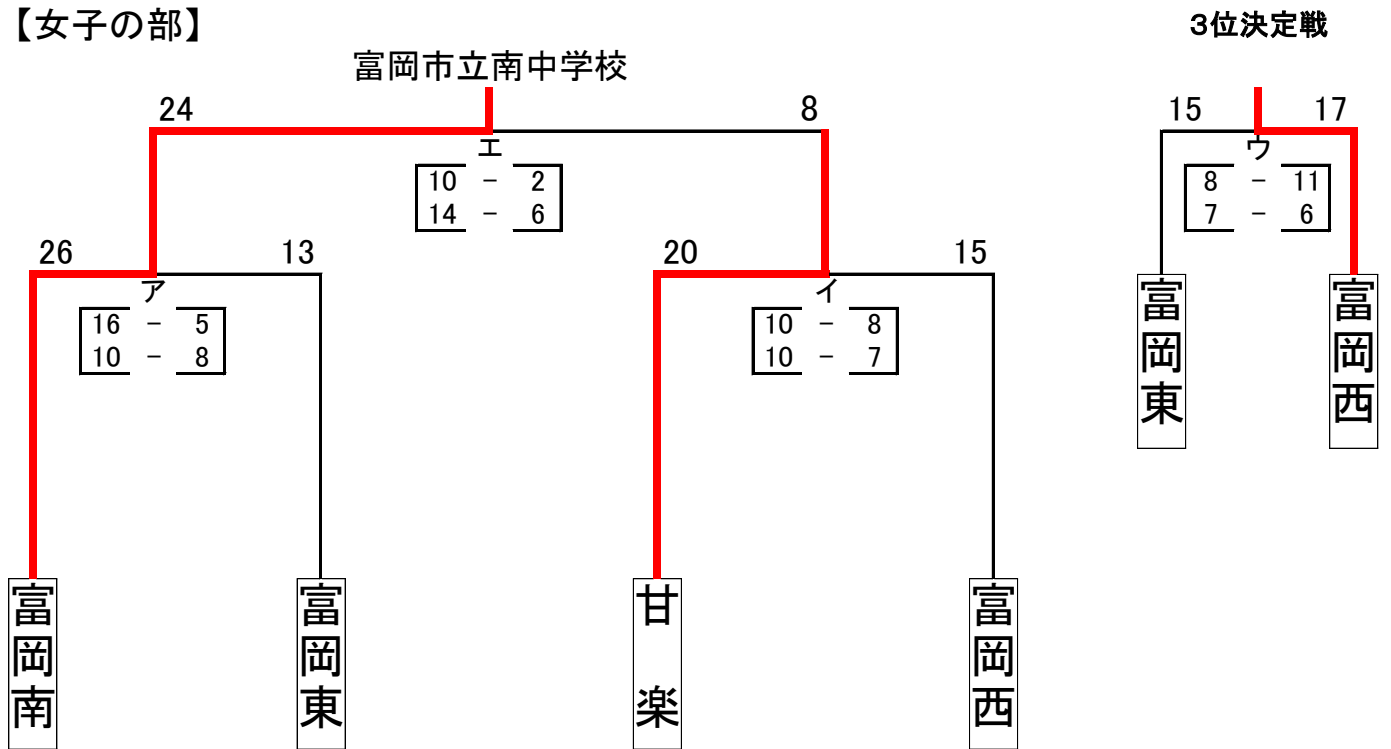 【女子の部】
3位決定戦
富岡市立南中学校
24 8
エ
10 - 2
14 - 6
15 17
ウ
8 - 11
7 - 6
26 13
ア
16 - 5
10 - 8
20 15
イ
10 - 8
10 - 7
富岡東
富岡西
富岡南
富岡東
甘楽
富岡西